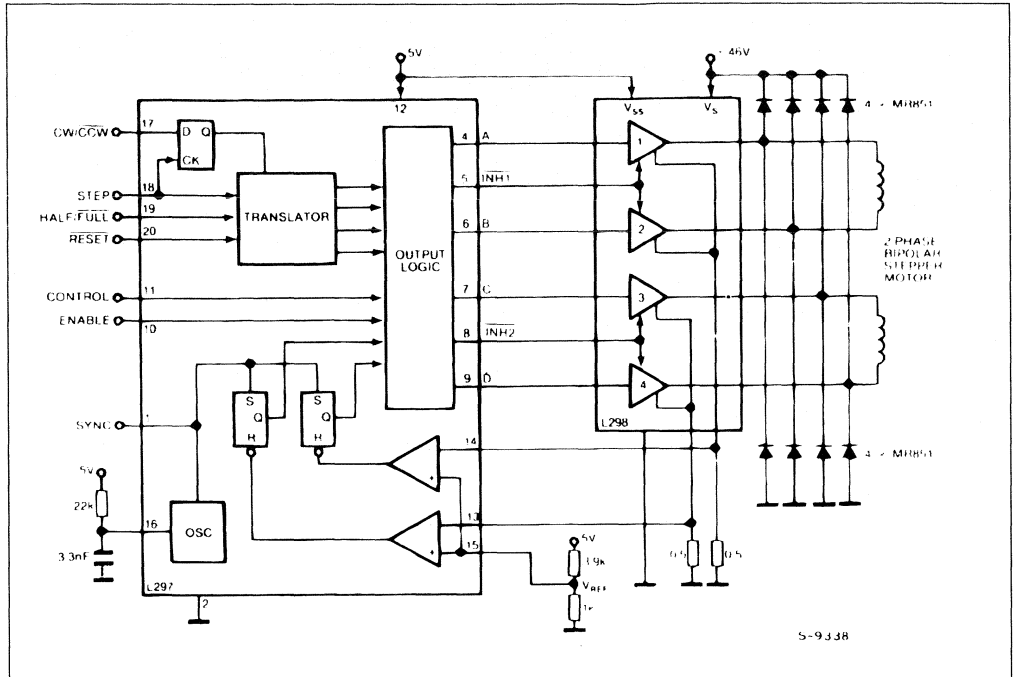 5V
- 46V
12
VSS
VS
4 x MR851
CW/CCW
17
D Q
CK
4 A
1
STEP
18
5 INH1
HALF/FULL
19
TRANSLATOR
RESET
20
6 B
2
OUTPUT
LOGIC
2 PHASE
BIPOLAR
STEPPER
MOTOR
CONTROL
11
7 C
3
ENABLE
10
8 INH2
S
Q
R
S
Q
R
9 D
4
L298
SYNC
1
14
4 x MR851
5V
22k
16
OSC
13
15
5V
0.5
0.5
3.3nF
VREF
1k
L297
2
S-9338